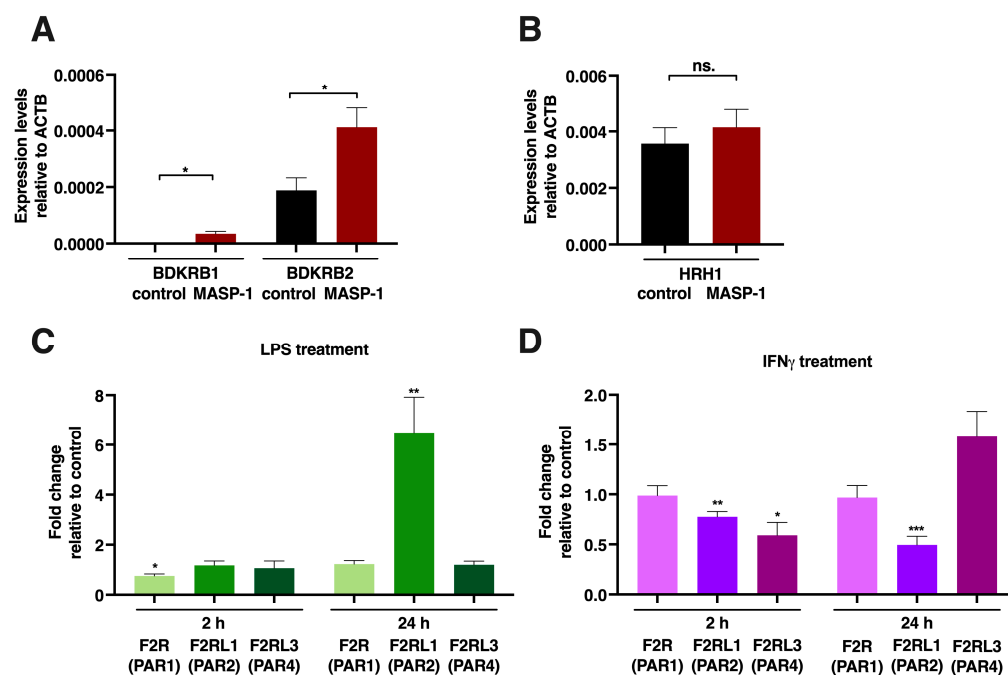 A
Expression levels
relative to ACTB
0.0006
0.0004
0.0002
0.0000
*
*
BDKRB1
BDKRB2
control MASP-1
control MASP-1
B
Expression levels
relative to ACTB
0.006
0.004
0.002
0.000
ns.
HRH1
control MASP-1
C
LPS treatment
Fold change
relative to control
8
6
4
2
0
*
**
2 h
24 h
F2R F2RL1 F2RL3
(PAR1) (PAR2) (PAR4)
F2R F2RL1 F2RL3
(PAR1) (PAR2) (PAR4)
D
IFNγ treatment
Fold change
relative to control
2.0
1.5
1.0
0.5
0.0
**
*
***
2 h
24 h
F2R F2RL1 F2RL3
(PAR1) (PAR2) (PAR4)
F2R F2RL1 F2RL3
(PAR1) (PAR2) (PAR4)